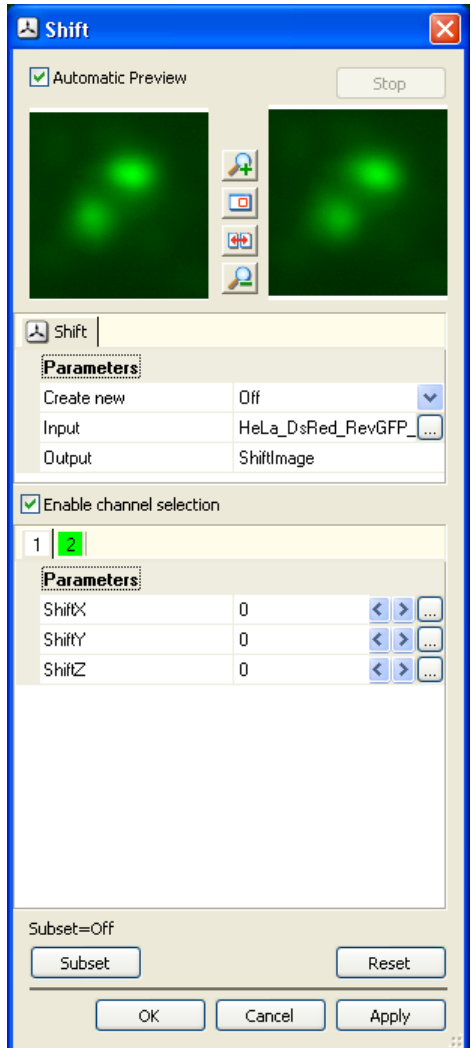 Shift
Automatic Preview
Stop
Shift
Parameters
Create new Off
Input HeLa_DsRed_RevGFP_ ...
Output ShiftImage
Enable channel selection
1 2
Parameters
ShiftX 0 < > ...
ShiftY 0 < > ...
ShiftZ 0 < > ...
Subset=Off
Subset Reset
OK Cancel Apply